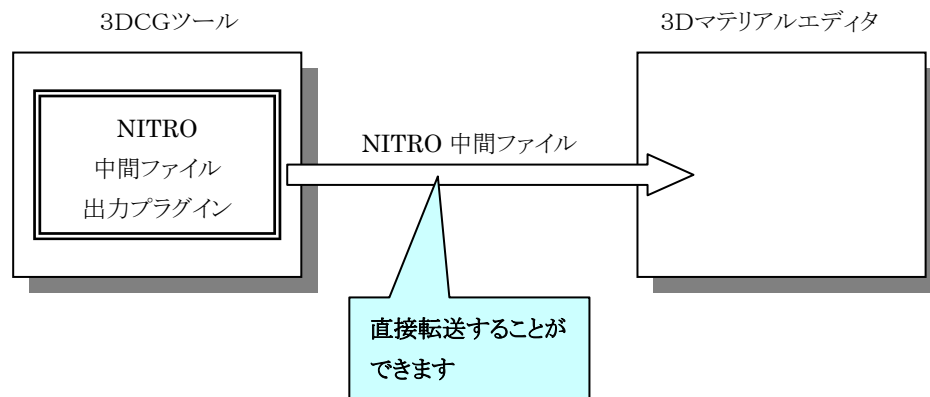 3DCGツール
3Dマテリアルエディタ
NITRO
中間ファイル
出力プラグイン
NITRO 中間ファイル
直接転送することが
できます